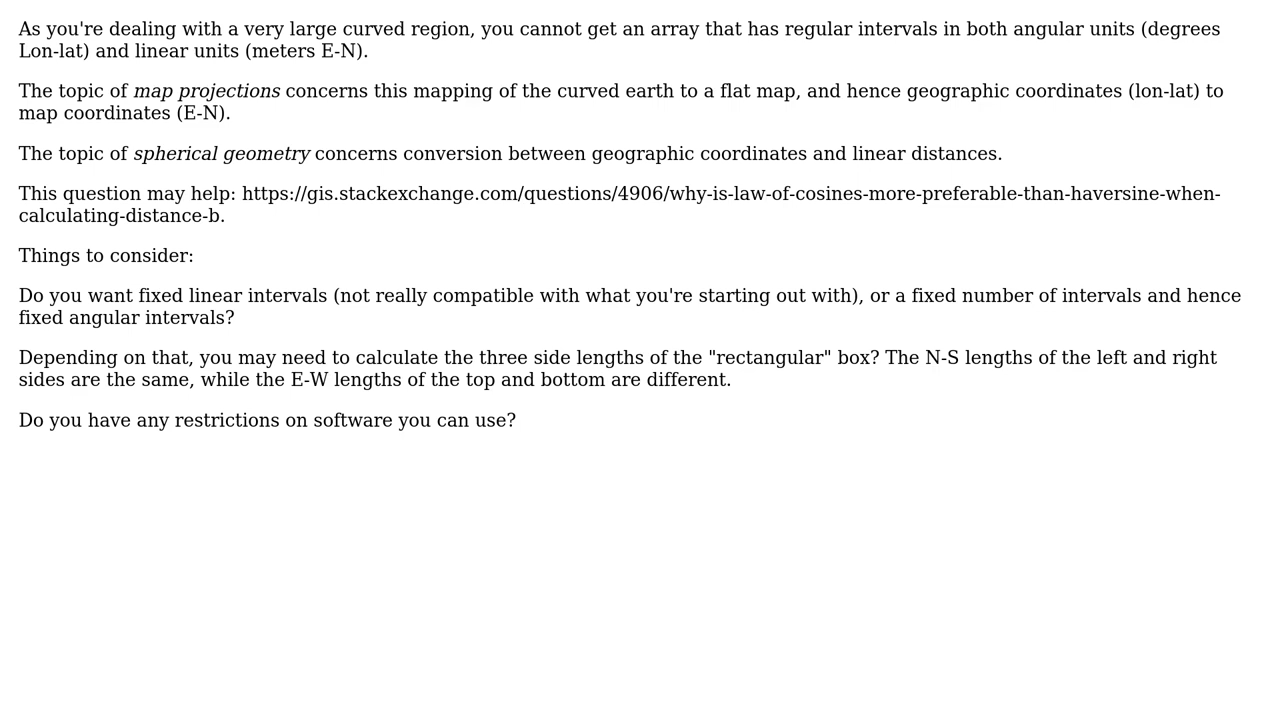 As you're dealing with a very large curved region, you cannot get an array that has regular intervals in both angular units (degrees
Lon-lat) and linear units (meters E-N).
The topic of map projections concerns this mapping of the curved earth to a flat map, and hence geographic coordinates (lon-lat) to
map coordinates (E-N).
The topic of spherical geometry concerns conversion between geographic coordinates and linear distances.
This question may help: https://gis.stackexchange.com/questions/4906/why-is-law-of-cosines-more-preferable-than-haversine-when-
calculating-distance-b.
Things to consider:
Do you want fixed linear intervals (not really compatible with what you're starting out with), or a fixed number of intervals and hence
fixed angular intervals?
Depending on that, you may need to calculate the three side lengths of the "rectangular" box? The N-S lengths of the left and right
sides are the same, while the E-W lengths of the top and bottom are different.
Do you have any restrictions on software you can use?